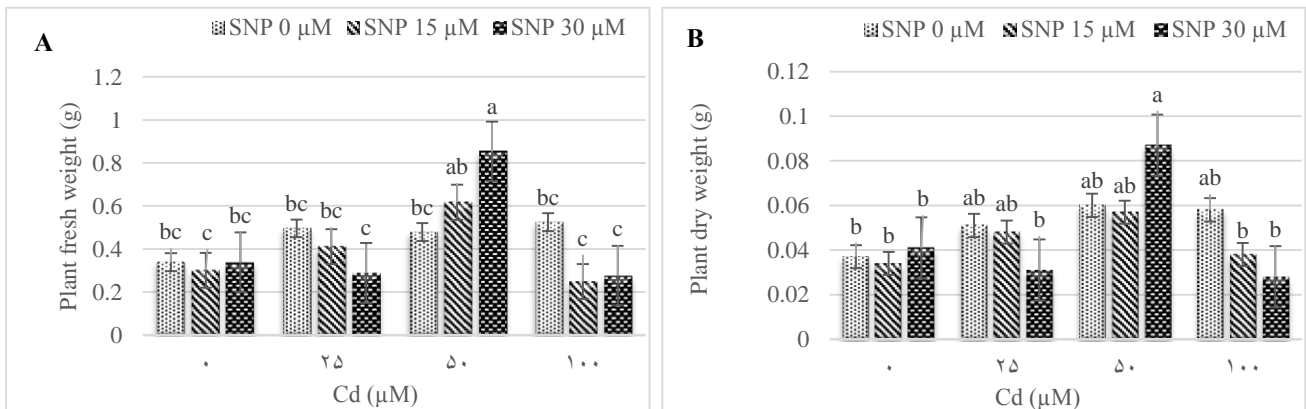 A
SNP 0 µM SNP 15 µM SNP 30 µM
Plant fresh weight (g)
1.2
1
0.8
0.6
0.4
0.2
0
bc c bc bc bc c bc ab a bc c c
۰ ۲۵ ۵۰ ۱۰۰
Cd (µM)
B
SNP 0 µM SNP 15 µM SNP 30 µM
Plant dry weight (g)
0.12
0.1
0.08
0.06
0.04
0.02
0
b b b ab ab b ab ab a ab b b
۰ ۲۵ ۵۰ ۱۰۰
Cd (µM)